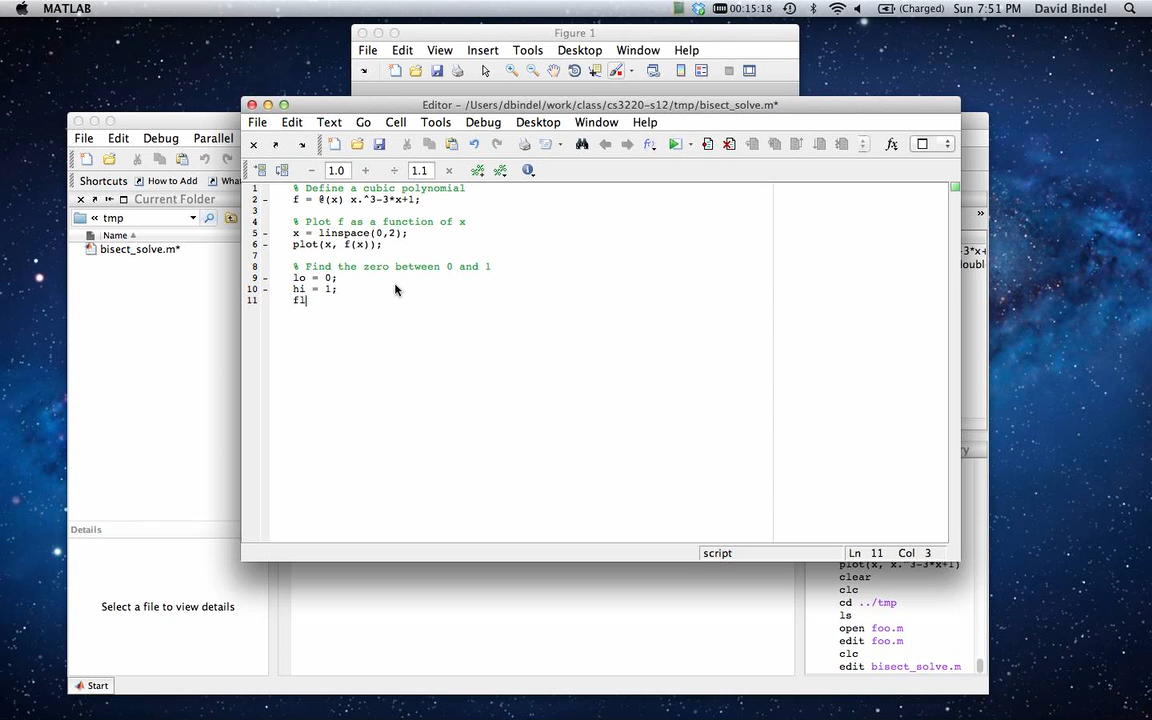 MATLAB
00:15:18
(Charged)
Sun 7:51 PM
David Bindel
Figure 1
File Edit View Insert Tools Desktop Window Help
Editor – /Users/dbindel/work/class/cs3220-s12/tmp/bisect_solve.m*
File Edit Text Go Cell Tools Debug Desktop Window Help
1.0
1.1
File Edit Debug Parallel
Shortcuts How to Add
Current Folder
« tmp
Name
bisect_solve.m*
1 % Define a cubic polynomial
2 – f = @(x) x.^3-3*x+1;
3
4 % Plot f as a function of x
5 – x = linspace(0,2);
6 – plot(x, f(x));
7
8 % Find the zero between 0 and 1
9 – lo = 0;
10 – hi = 1;
11 fl
script
Ln 11 Col 3
Details
Select a file to view details
plot(x, x.^3-3*x+1)
clear
clc
cd ../tmp
ls
open foo.m
edit foo.m
clc
edit bisect_solve.m
Start